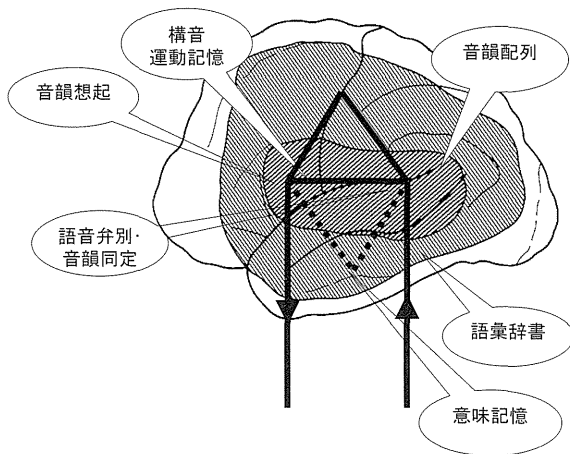 構音
運動記憶
音韻配列
音韻想起
語音弁別・
音韻同定
語彙辞書
意味記憶